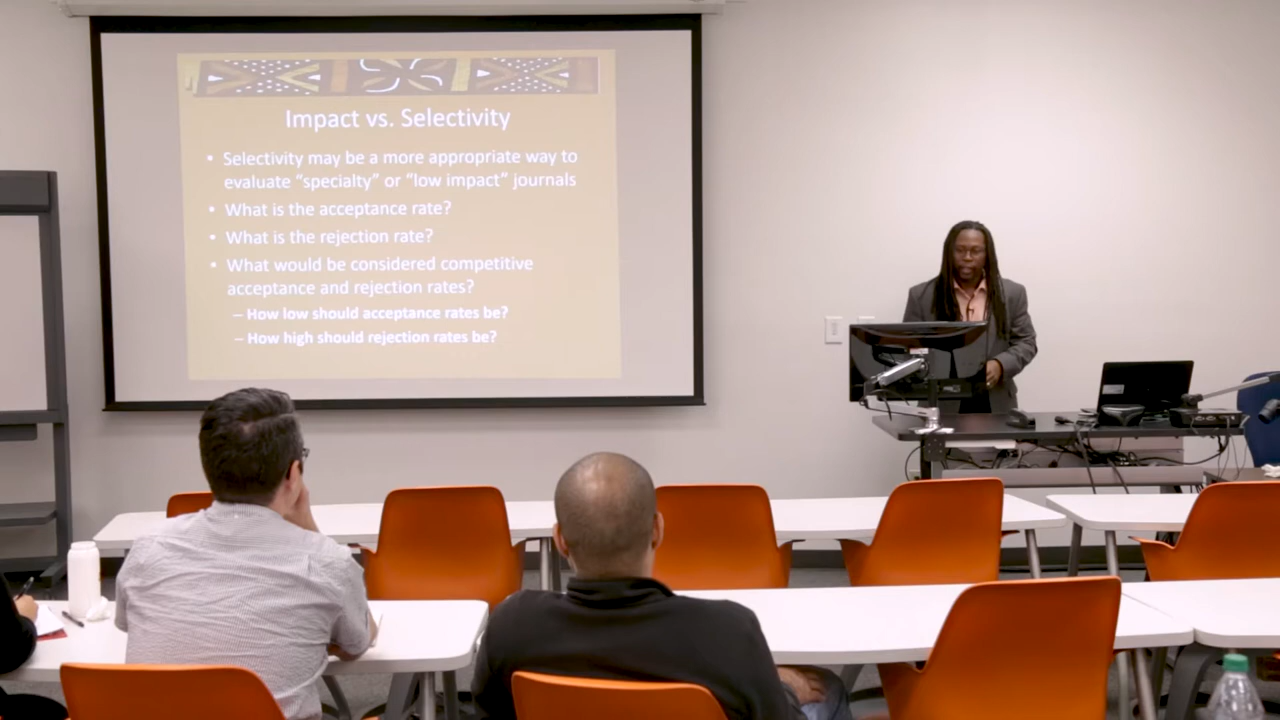 Impact vs. Selectivity
• Selectivity may be a more appropriate way to
evaluate “specialty” or “low impact” journals
• What is the acceptance rate?
• What is the rejection rate?
• What would be considered competitive
acceptance and rejection rates?
– How low should acceptance rates be?
– How high should rejection rates be?